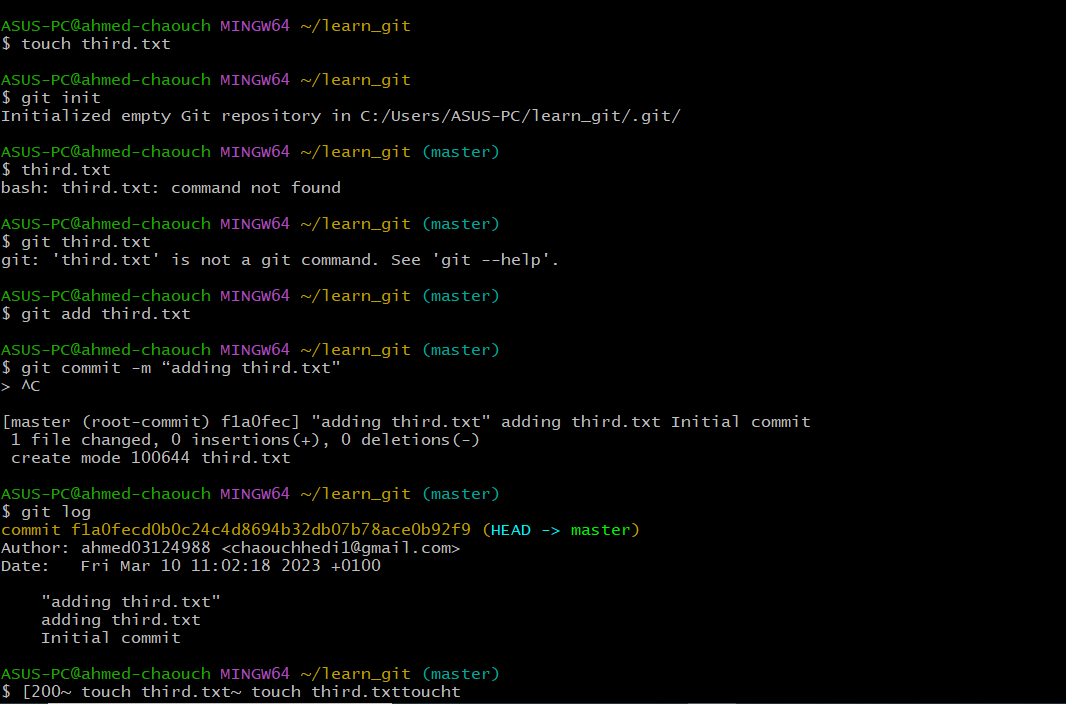 ASUS-PC@ahmed-chaouch MINGW64 ~/learn_git
$ touch third.txt
ASUS-PC@ahmed-chaouch MINGW64 ~/learn_git
$ git init
Initialized empty Git repository in C:/Users/ASUS-PC/learn_git/.git/
ASUS-PC@ahmed-chaouch MINGW64 ~/learn_git (master)
$ third.txt
bash: third.txt: command not found
ASUS-PC@ahmed-chaouch MINGW64 ~/learn_git (master)
$ git third.txt
git: 'third.txt' is not a git command. See 'git --help'.
ASUS-PC@ahmed-chaouch MINGW64 ~/learn_git (master)
$ git add third.txt
ASUS-PC@ahmed-chaouch MINGW64 ~/learn_git (master)
$ git commit -m “adding third.txt"
> ^C
[master (root-commit) f1a0fec] "adding third.txt" adding third.txt Initial commit
 1 file changed, 0 insertions(+), 0 deletions(-)
 create mode 100644 third.txt
ASUS-PC@ahmed-chaouch MINGW64 ~/learn_git (master)
$ git log
commit f1a0fecd0b0c24c4d8694b32db07b78ace0b92f9 (HEAD -> master)
Author: ahmed03124988 <chaouchhedi1@gmail.com>
Date:   Fri Mar 10 11:02:18 2023 +0100
    "adding third.txt"
    adding third.txt
    Initial commit
ASUS-PC@ahmed-chaouch MINGW64 ~/learn_git (master)
$ [200~ touch third.txt~ touch third.txttoucht